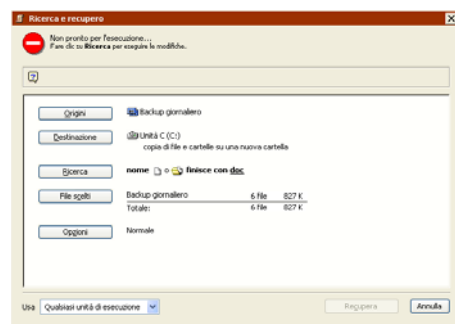 Ricerca e recupero
Non pronto per l'esecuzione...
Fare clic su Ricerca per eseguire le modifiche.
Origini
Backup giornaliero
Destinazione
Unità C (C:)
copia di file e cartelle su una nuova cartella
Ricerca
nome o finisce con doc
File scelti
Backup giornaliero 6 file 827 K
Totale: 6 file 827 K
Opzioni
Normale
Usa Qualsiasi unità di esecuzione
Recupera
Annulla